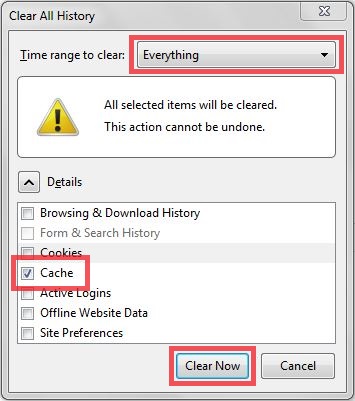 Clear All History
Time range to clear: Everything
All selected items will be cleared.
This action cannot be undone.
Details
Browsing & Download History
Form & Search History
Cookies
Cache
Active Logins
Offline Website Data
Site Preferences
Clear Now Cancel